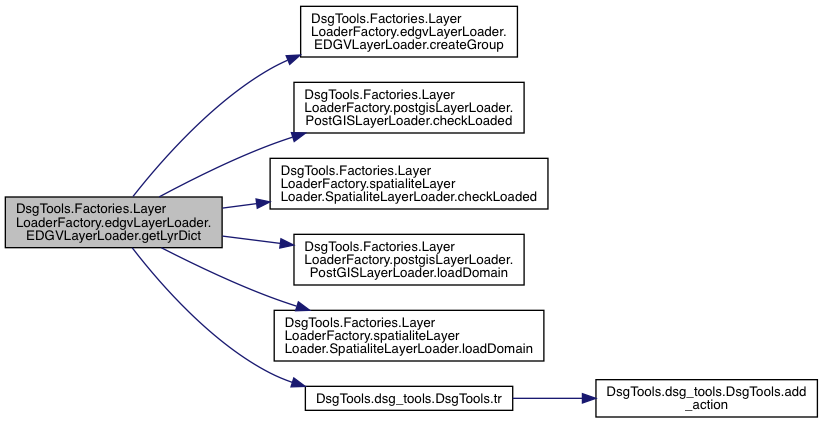 DsgTools.Factories.Layer
LoaderFactory.edgvLayerLoader.
EDGVLayerLoader.getLyrDict
DsgTools.Factories.Layer
LoaderFactory.edgvLayerLoader.
EDGVLayerLoader.createGroup
DsgTools.Factories.Layer
LoaderFactory.postgisLayerLoader.
PostGISLayerLoader.checkLoaded
DsgTools.Factories.Layer
LoaderFactory.spatialiteLayer
Loader.SpatialiteLayerLoader.checkLoaded
DsgTools.Factories.Layer
LoaderFactory.postgisLayerLoader.
PostGISLayerLoader.loadDomain
DsgTools.Factories.Layer
LoaderFactory.spatialiteLayer
Loader.SpatialiteLayerLoader.loadDomain
DsgTools.dsg_tools.DsgTools.tr
DsgTools.dsg_tools.DsgTools.add
_action